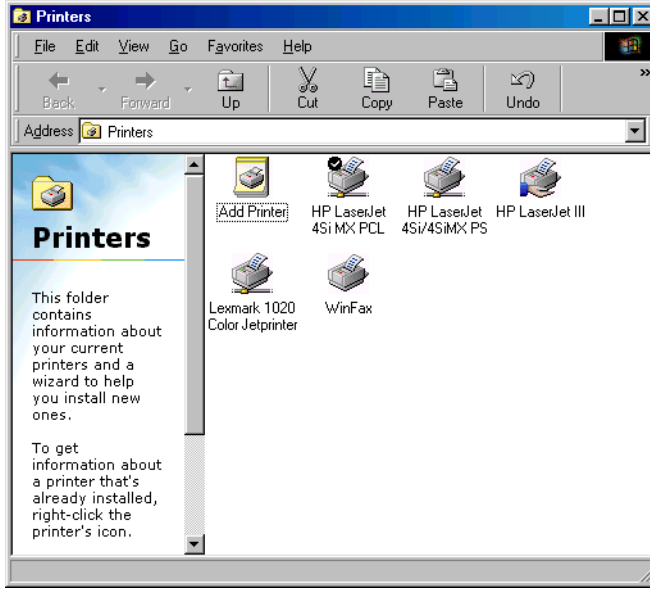 Printers
File Edit View Go Favorites Help
Back Forward Up Cut Copy Paste Undo »
Address Printers
Printers
This folder
contains
information about
your current
printers and a
wizard to help
you install new
ones.
To get
information about
a printer that's
already installed,
right-click the
printer's icon.
Add Printer
HP LaserJet
4Si MX PCL
HP LaserJet
4Si/4SiMX PS
HP LaserJet III
Lexmark 1020
Color Jetprinter
WinFax